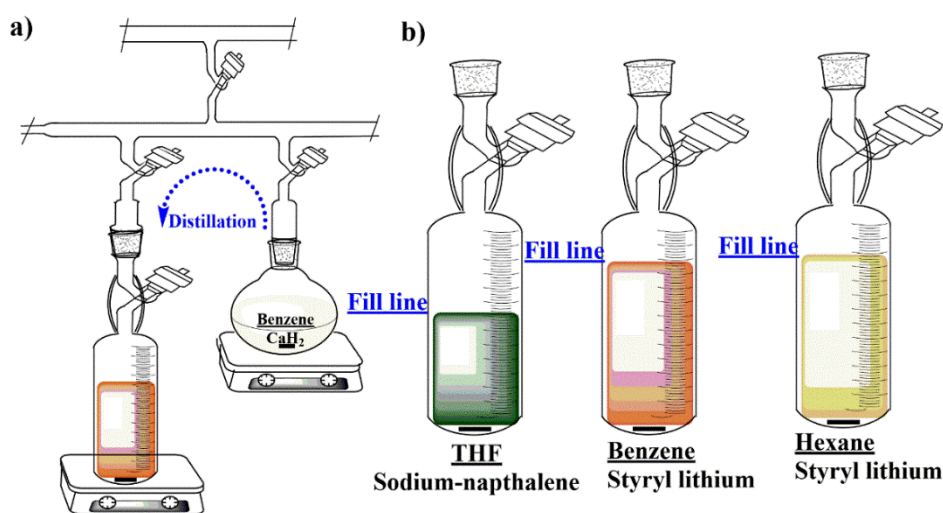 a)
Distillation
Benzene
CaH2
b)
Fill line
Fill line
Fill line
THF
Sodium-napthalene
Benzene
Styryl lithium
Hexane
Styryl lithium